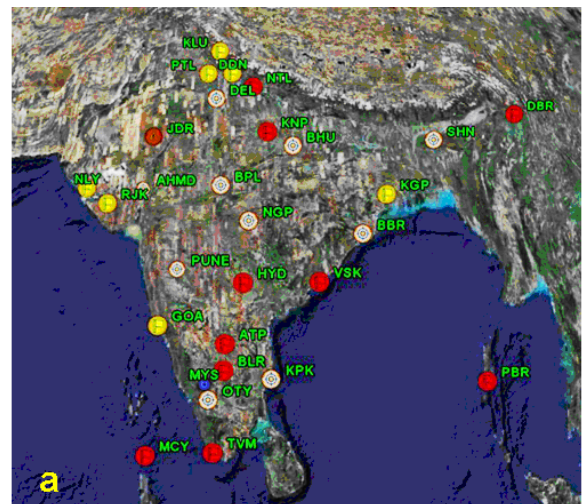 KLU
PTL DDN
NTL
DEL
DBR
JDR
KNP
BHU
SHN
NLY
AHMD
BPL
RJK
KGP
NGP
BBR
PUNE
HYD
VSK
GOA
ATP
BLR
MYS
KPK
PBR
OTY
MCY
TVM
a